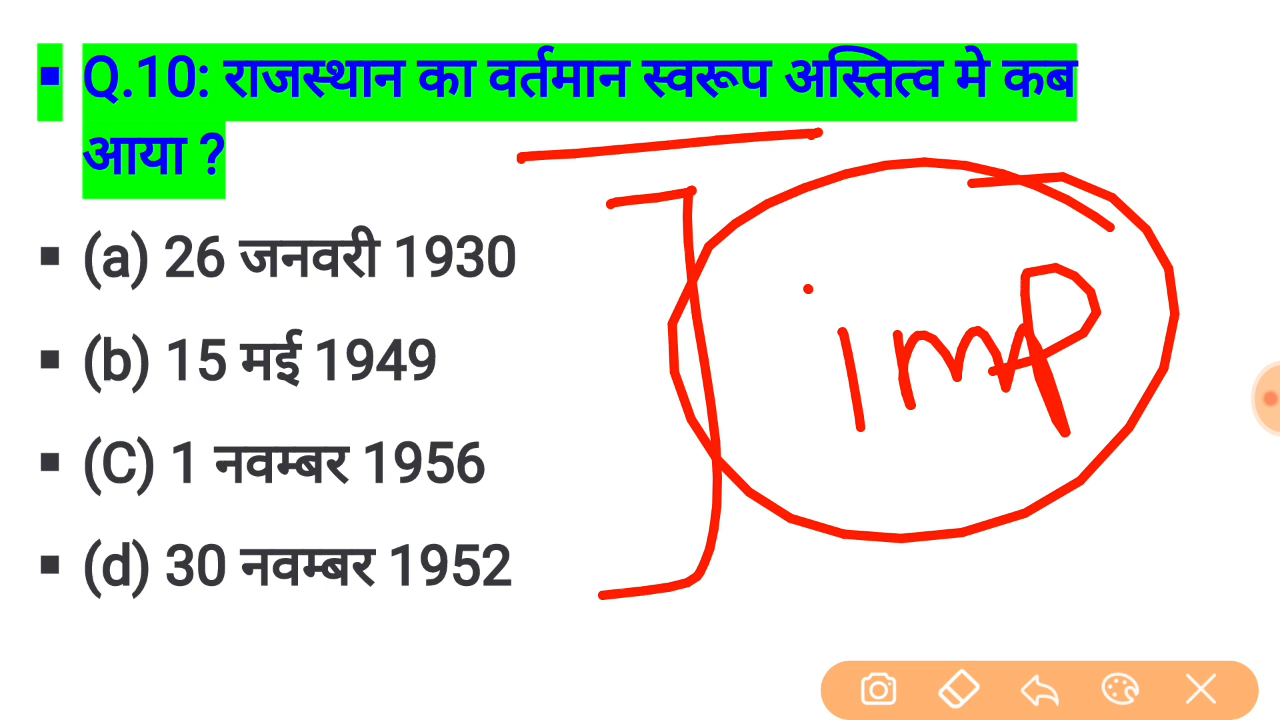 ▪ Q.10: राजस्थान का वर्तमान स्वरूप अस्तित्व मे कब
आया ?
▪ (a) 26 जनवरी 1930
▪ (b) 15 मई 1949
▪ (C) 1 नवम्बर 1956
▪ (d) 30 नवम्बर 1952
imp